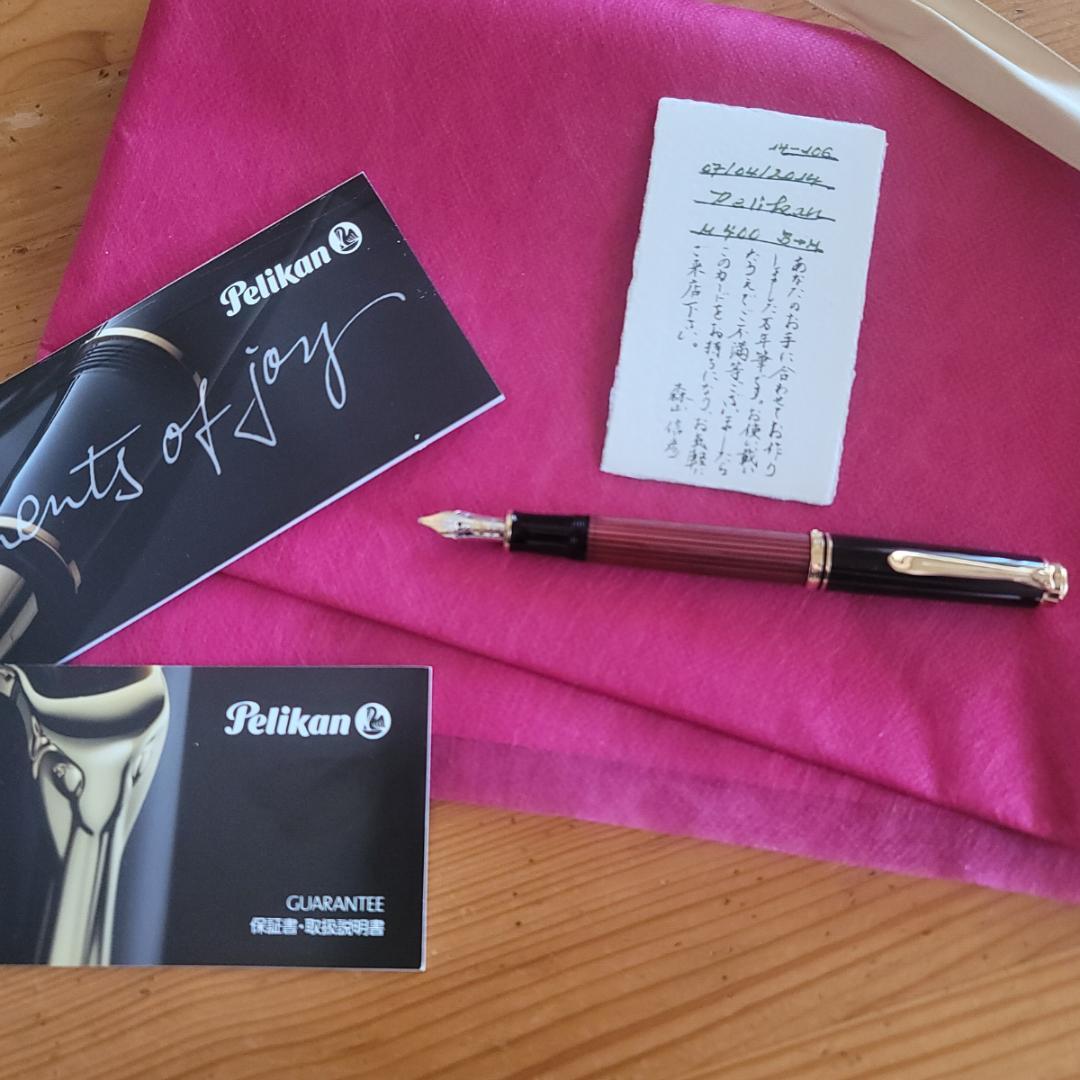 Pelikan
ents of joy
Pelikan
GUARANTEE
保証書・取扱説明書
14-106
07/04/2014
Pelikan
M 400 B→M
あなたのお手に合わせてお作り
しました万年筆です。お使い戴い
たうえでご不満等ございましたら
このカードをお持ちになり、お気軽に
ご来店下さい。
森山信彦